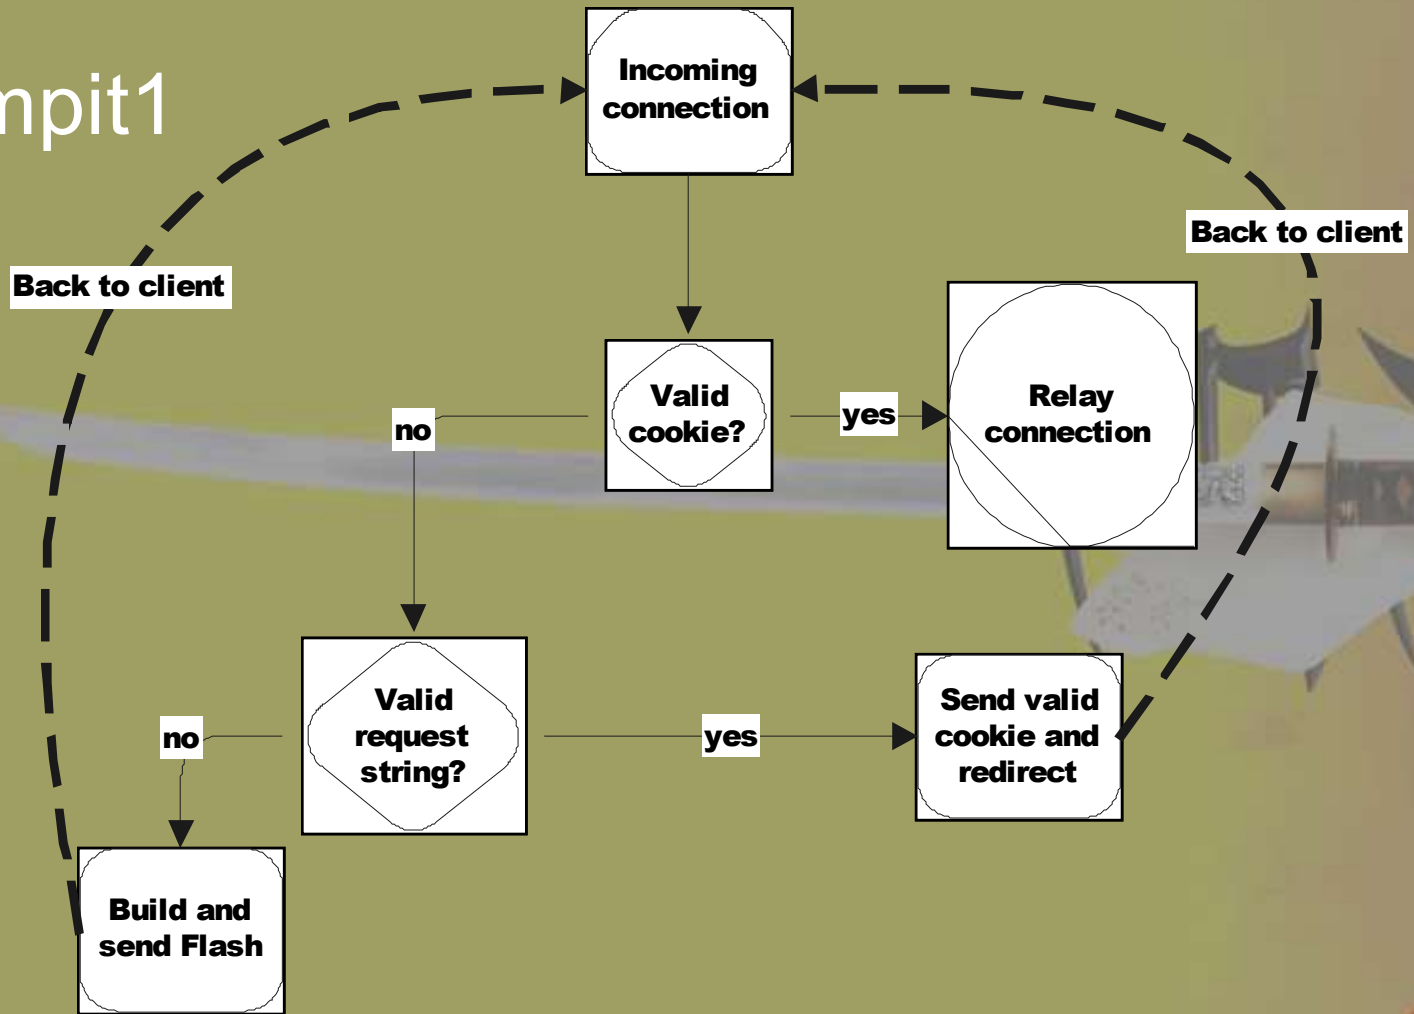 mpit1
Incoming
connection
Back to client
Back to client
Valid
cookie?
yes
Relay
connection
no
Valid
request
string?
yes
Send valid
cookie and
redirect
no
Build and
send Flash